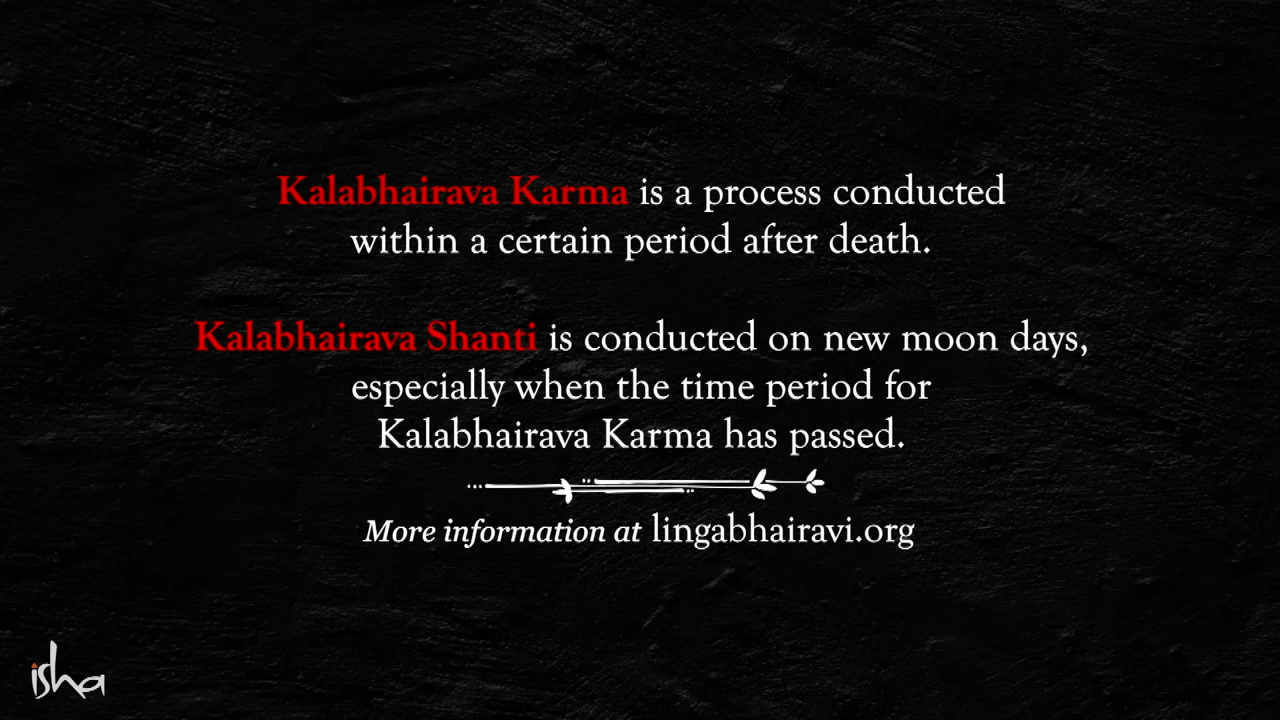 Kalabhairava Karma is a process conducted
within a certain period after death.
Kalabhairava Shanti is conducted on new moon days,
especially when the time period for
Kalabhairava Karma has passed.
More information at lingabhairavi.org
isha